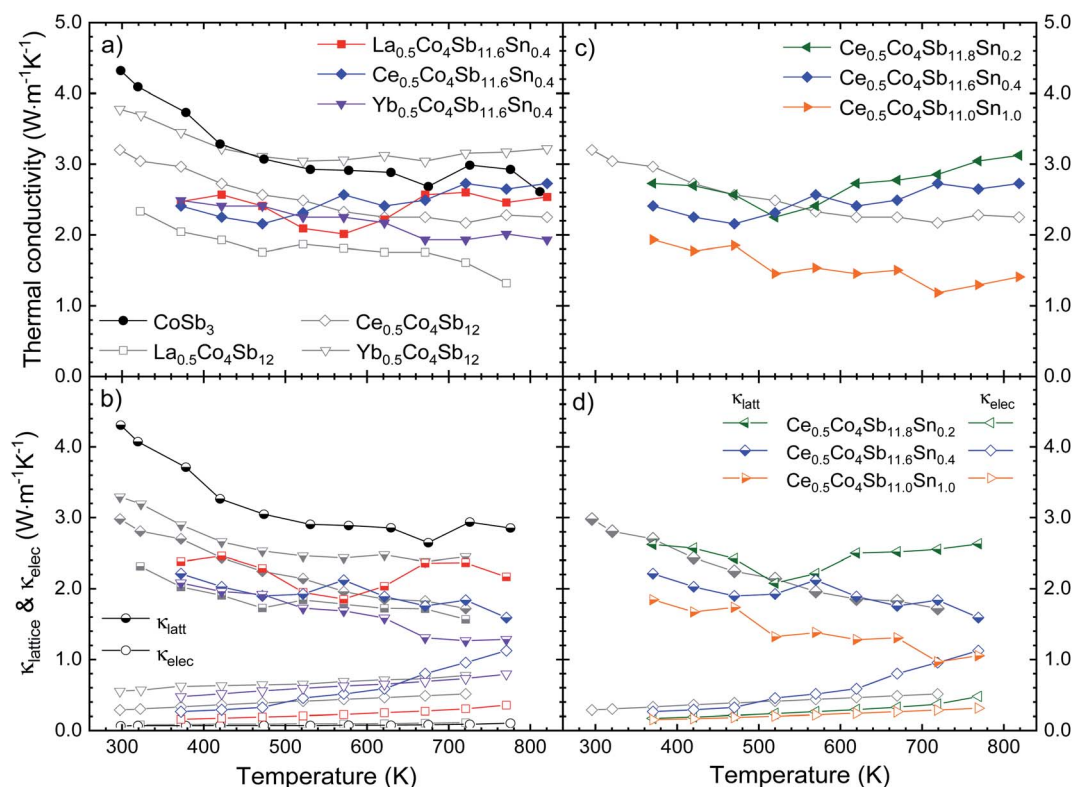 a)
La₀.₅Co₄Sb₁₁.₆Sn₀.₄
Ce₀.₅Co₄Sb₁₁.₆Sn₀.₄
Yb₀.₅Co₄Sb₁₁.₆Sn₀.₄
CoSb₃
Ce₀.₅Co₄Sb₁₂
La₀.₅Co₄Sb₁₂
Yb₀.₅Co₄Sb₁₂
5.0
4.0
3.0
2.0
1.0
0.0
Thermal conductivity (W·m⁻¹K⁻¹)
c)
Ce₀.₅Co₄Sb₁₁.₈Sn₀.₂
Ce₀.₅Co₄Sb₁₁.₆Sn₀.₄
Ce₀.₅Co₄Sb₁₁.₀Sn₁.₀
5.0
4.0
3.0
2.0
1.0
0.0
b)
κlatt
κelec
4.0
3.0
2.0
1.0
0.0
κlattice & κelec (W·m⁻¹K⁻¹)
300 400 500 600 700 800
Temperature (K)
d)
κlatt κelec
Ce₀.₅Co₄Sb₁₁.₈Sn₀.₂
Ce₀.₅Co₄Sb₁₁.₆Sn₀.₄
Ce₀.₅Co₄Sb₁₁.₀Sn₁.₀
4.0
3.0
2.0
1.0
0.0
300 400 500 600 700 800
Temperature (K)